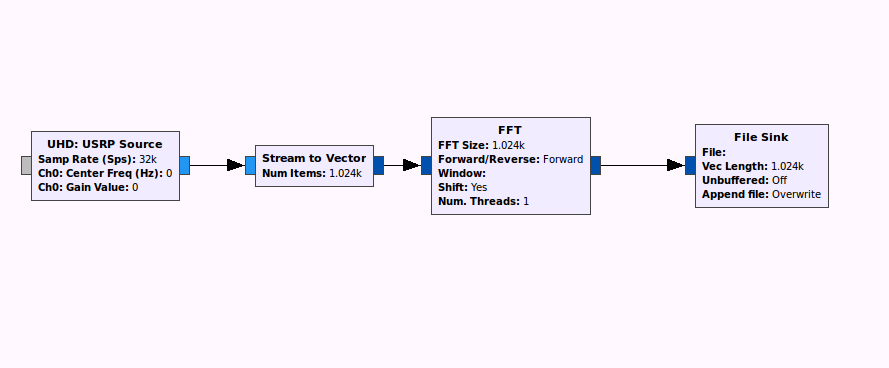 UHD: USRP Source
Samp Rate (Sps): 32k
Ch0: Center Freq (Hz): 0
Ch0: Gain Value: 0
Stream to Vector
Num Items: 1.024k
FFT
FFT Size: 1.024k
Forward/Reverse: Forward
Window:
Shift: Yes
Num. Threads: 1
File Sink
File:
Vec Length: 1.024k
Unbuffered: Off
Append file: Overwrite